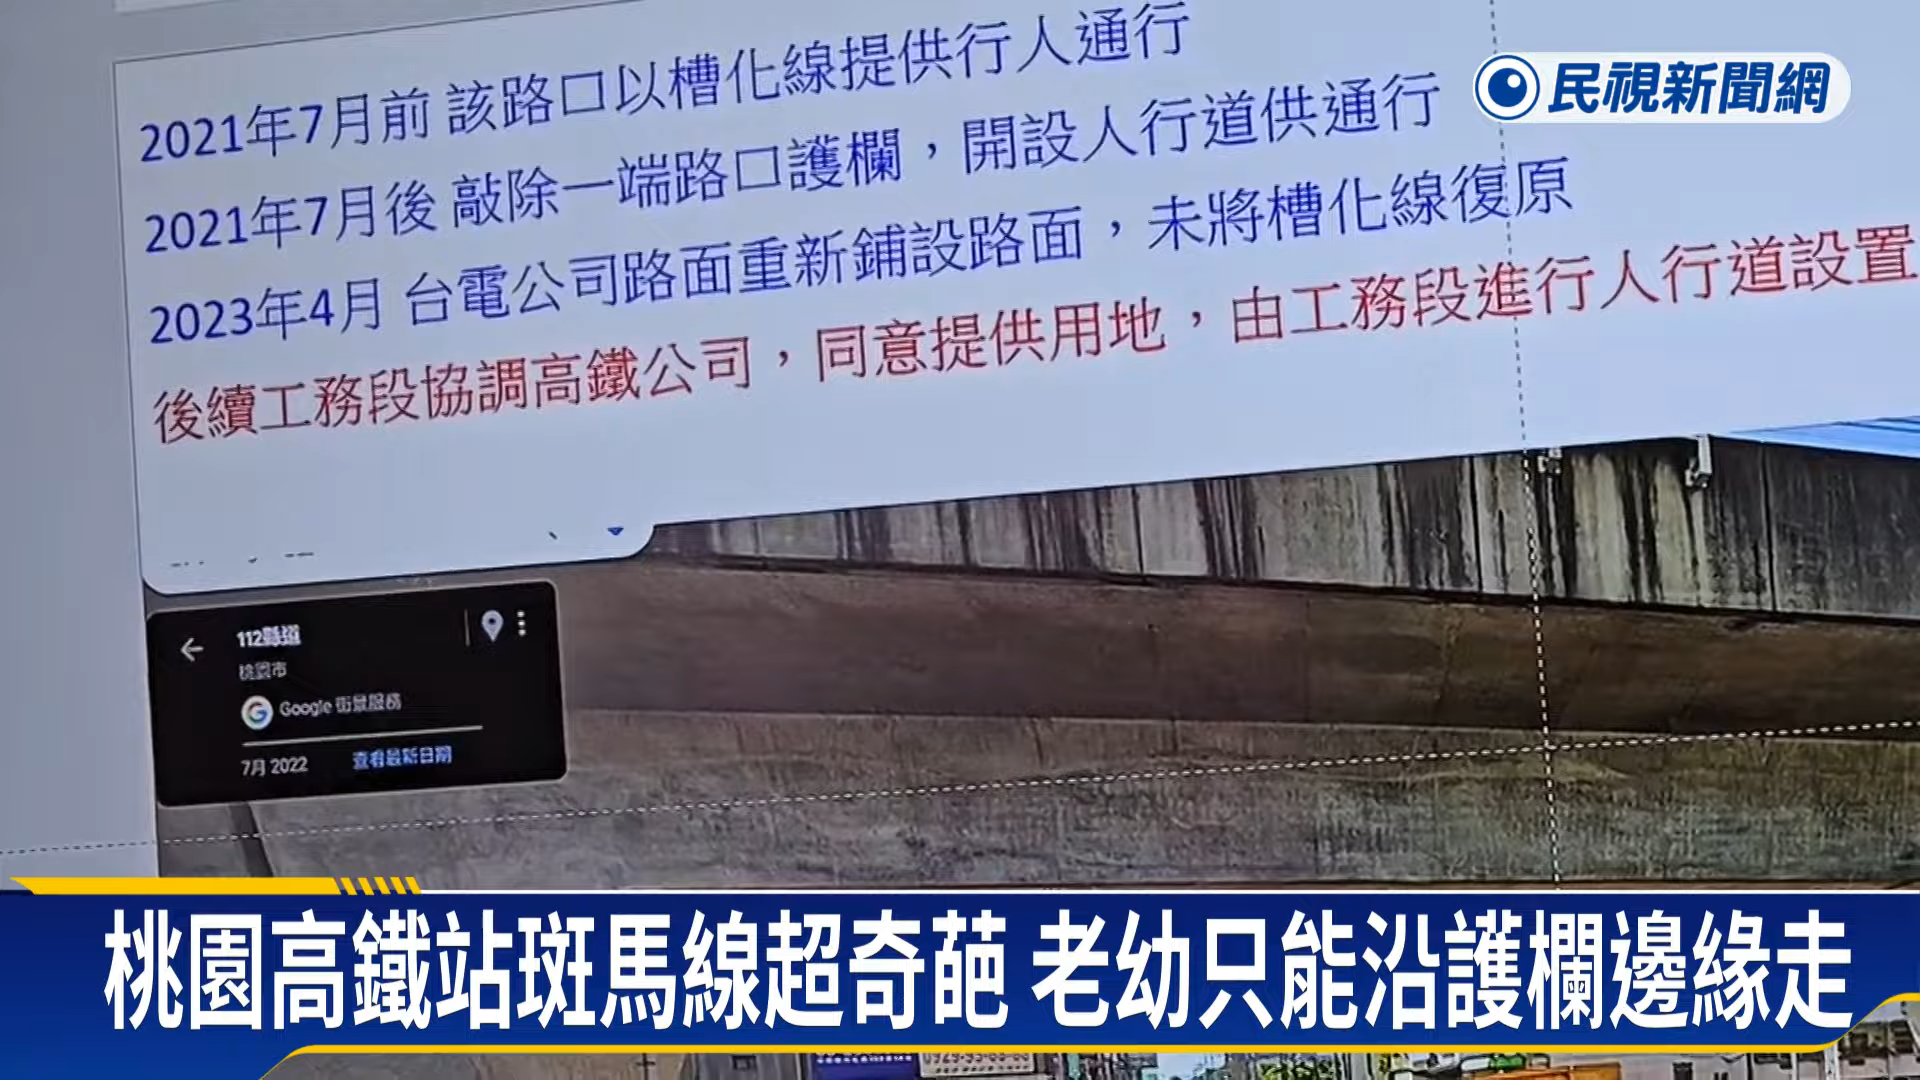 2021年7月前 該路口以槽化線提供行人通行
民視新聞網
2021年7月後 敲除一端路口護欄，開設人行道供通行
2023年4月 台電公司路面重新鋪設路面，未將槽化線復原
後續工務段協調高鐵公司，同意提供用地，由工務段進行人行道設置
112縣道
桃園市
Google 街景服務
7月 2022
查看最新日期
桃園高鐵站斑馬線超奇葩 老幼只能沿護欄邊緣走